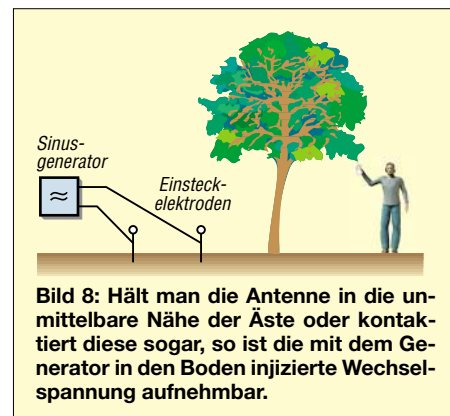 Sinus-
generator
≈
Einsteck-
elektroden
Bild 8: Hält man die Antenne in die un-
mittelbare Nähe der Äste oder kontak-
tiert diese sogar, so ist die mit dem Ge-
nerator in den Boden injizierte Wechsel-
spannung aufnehmbar.